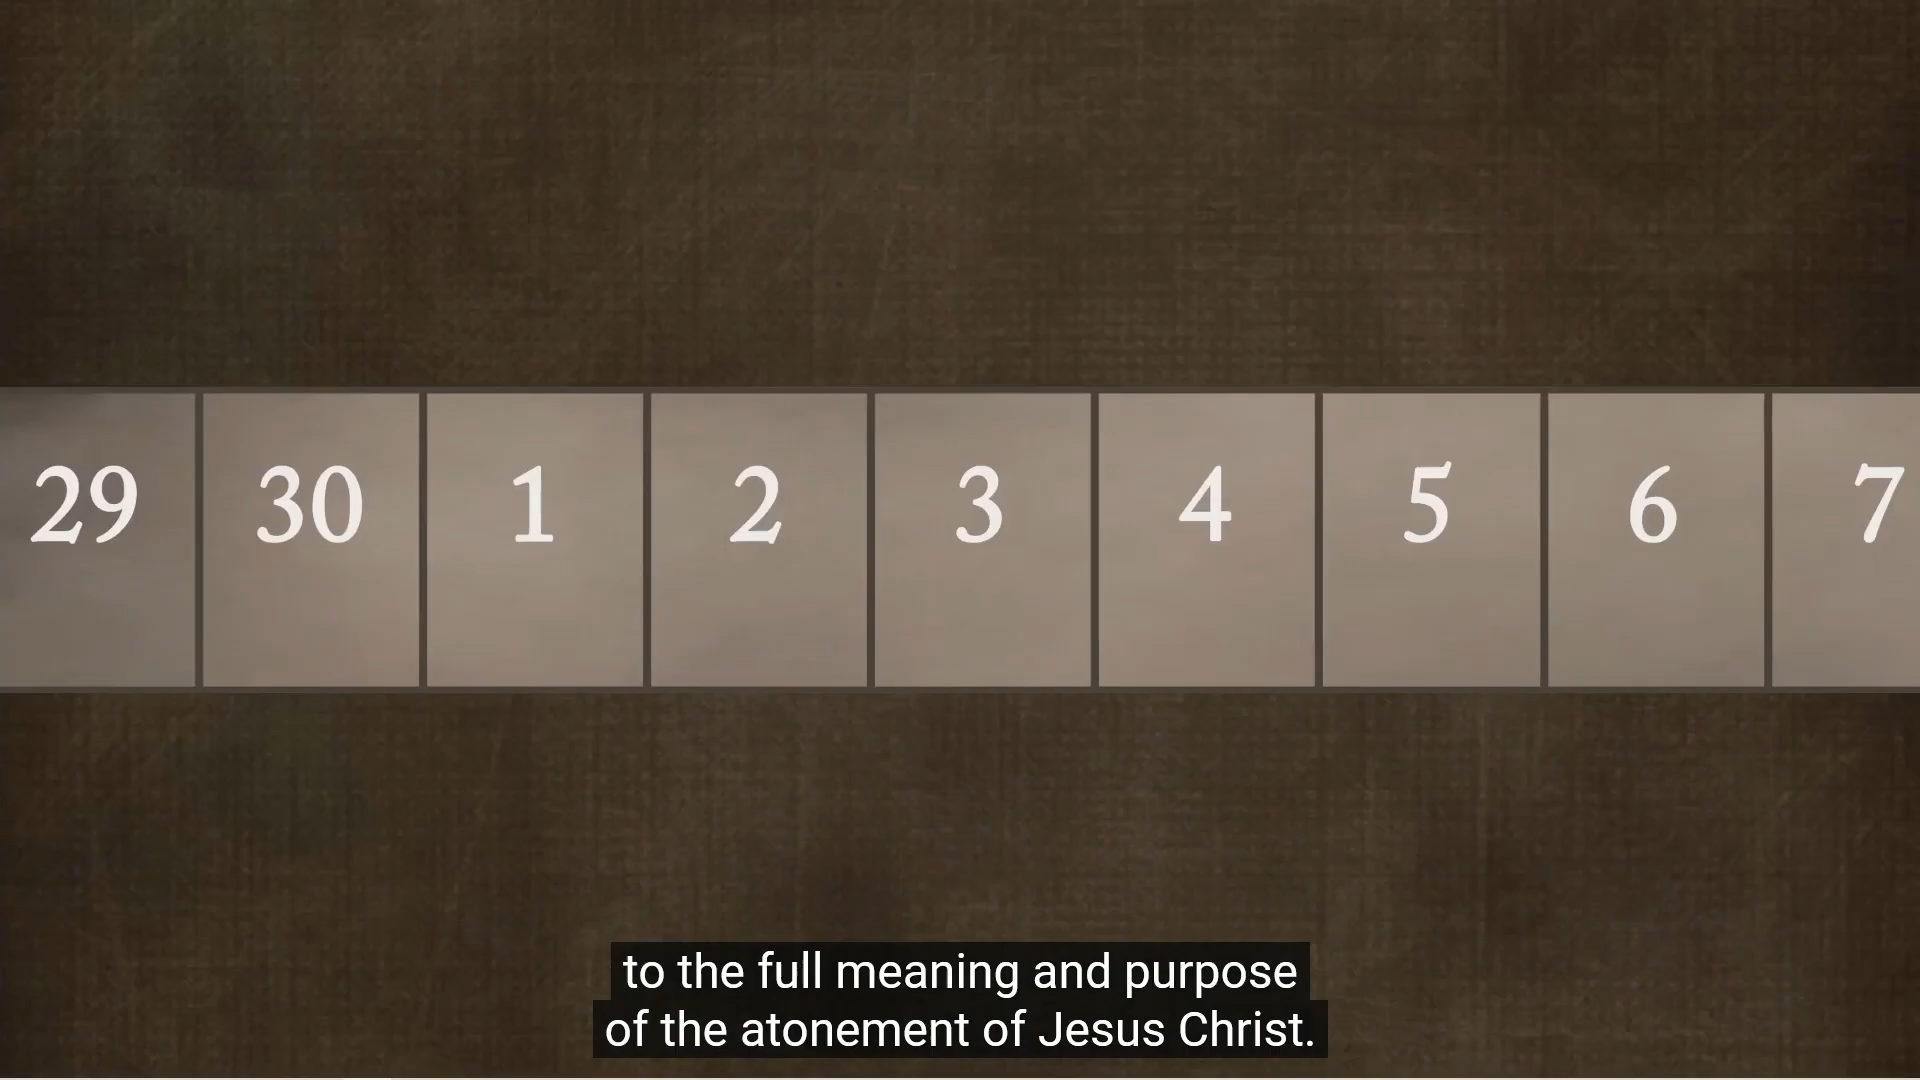 29 30 1 2 3 4 5 6 7
to the full meaning and purpose
of the atonement of Jesus Christ.